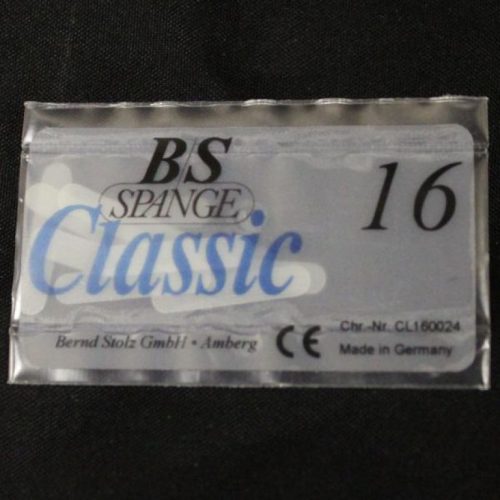 B/S®
SPANGE
Classic
16
Bernd Stolz GmbH • Amberg
CE
Chr.-Nr. CL160024
Made in Germany